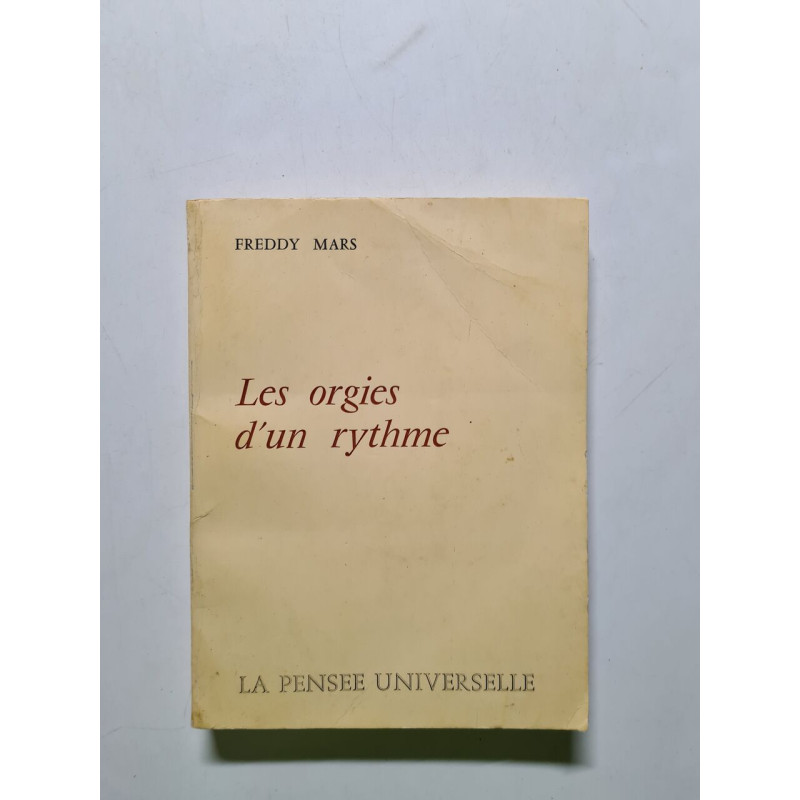 FREDDY MARS
Les orgies
d'un rythme
LA PENSEE UNIVERSELLE